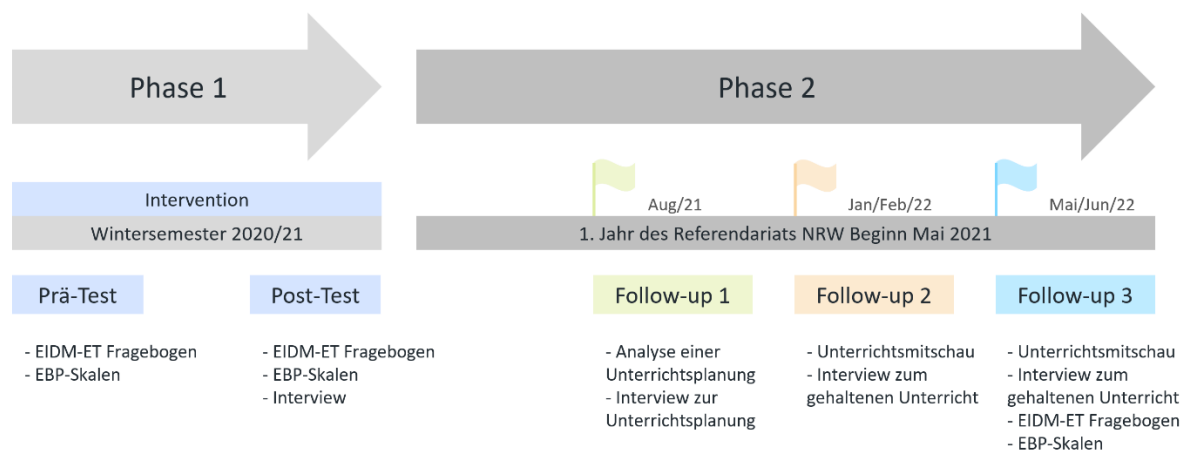 Phase 1
Phase 2
Aug/21
Jan/Feb/22
Mai/Jun/22
Intervention
Wintersemester 2020/21
1. Jahr des Referendariats NRW Beginn Mai 2021
Prä-Test
- EIDM-ET Fragebogen
- EBP-Skalen
Post-Test
- EIDM-ET Fragebogen
- EBP-Skalen
- Interview
Follow-up 1
- Analyse einer
Unterrichtsplanung
- Interview zur
Unterrichtsplanung
Follow-up 2
- Unterrichtsmitschau
- Interview zum
gehaltenen Unterricht
Follow-up 3
- Unterrichtsmitschau
- Interview zum
gehaltenen Unterricht
- EIDM-ET Fragebogen
- EBP-Skalen